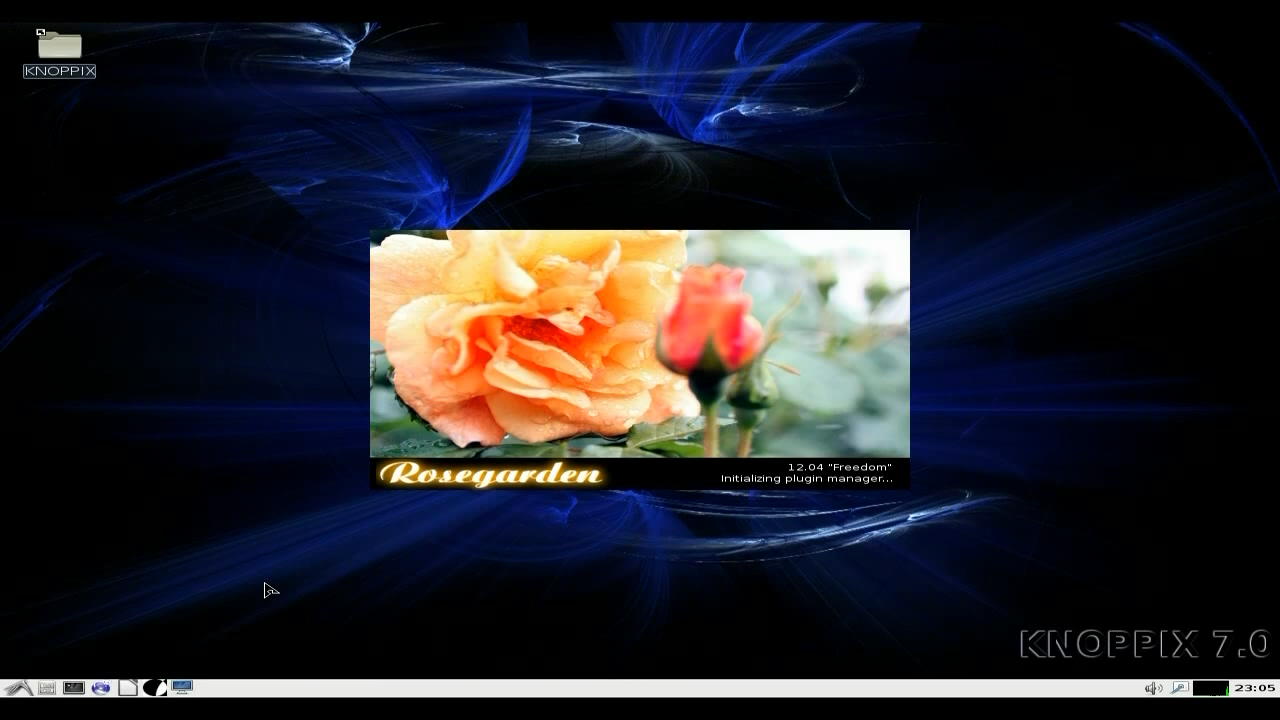 KNOPPIX
Rosegarden
12.04 "Freedom"
Initializing plugin manager...
KNOPPIX 7.0
23:05